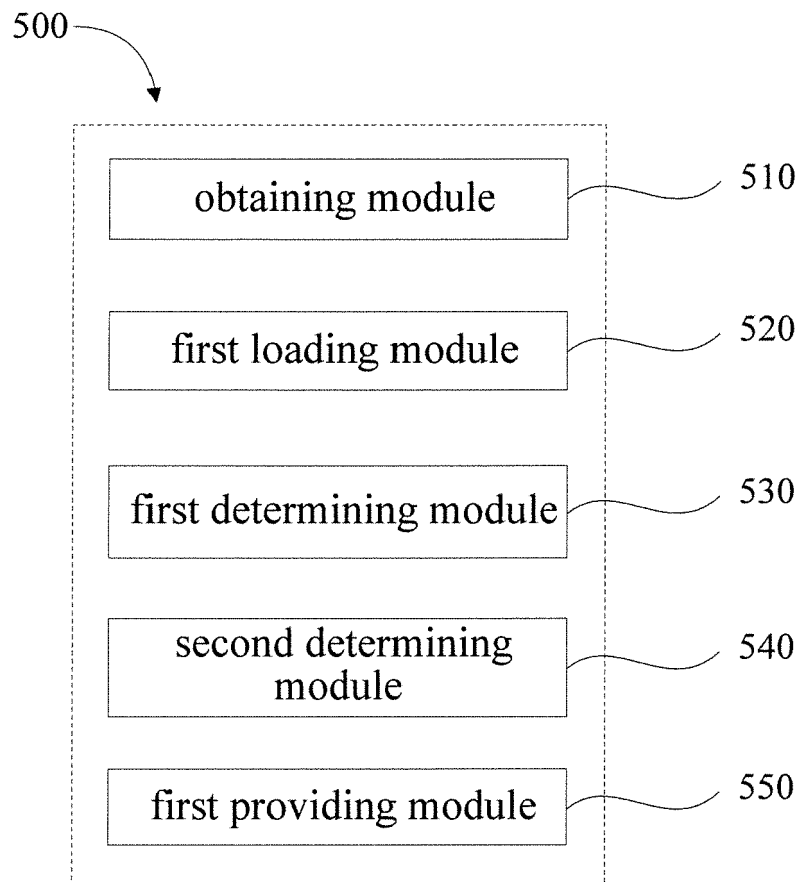 500
obtaining module
510
first loading module
520
first determining module
530
second determining
module
540
first providing module
550